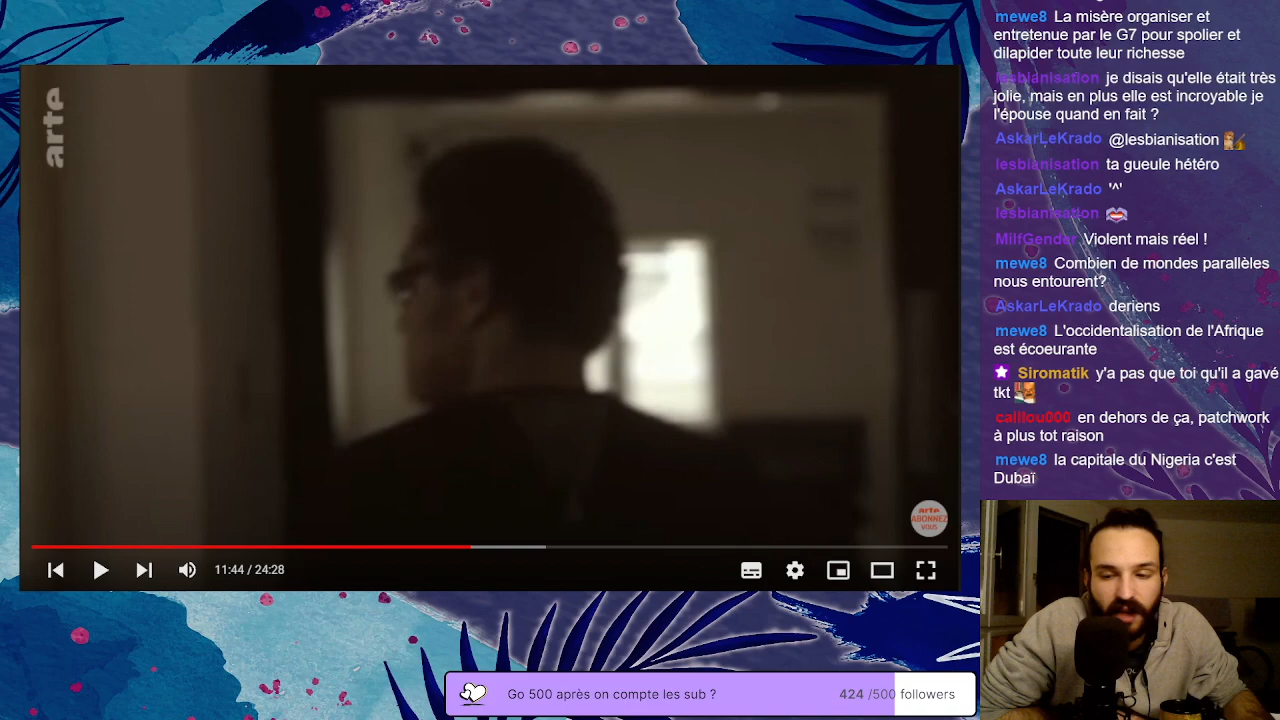 arte
arte
ABONNEZ
VOUS
11:44 / 24:28
mewe8 La misère organiser et
entretenue par le G7 pour spolier et
dilapider toute leur richesse
lesbianisation je disais qu'elle était très
jolie, mais en plus elle est incroyable je
l'épouse quand en fait ?
AskarLeKrado @lesbianisation
lesbianisation ta gueule hétéro
AskarLeKrado '^'
lesbianisation
MilfGender Violent mais réel !
mewe8 Combien de mondes parallèles
nous entourent?
AskarLeKrado deriens
mewe8 L'occidentalisation de l'Afrique
est écoeurante
Siromatik y'a pas que toi qu'il a gavé
tkt
caillou000 en dehors de ça, patchwork
à plus tot raison
mewe8 la capitale du Nigeria c'est
Dubaï
Go 500 après on compte les sub ?
424 /500 followers